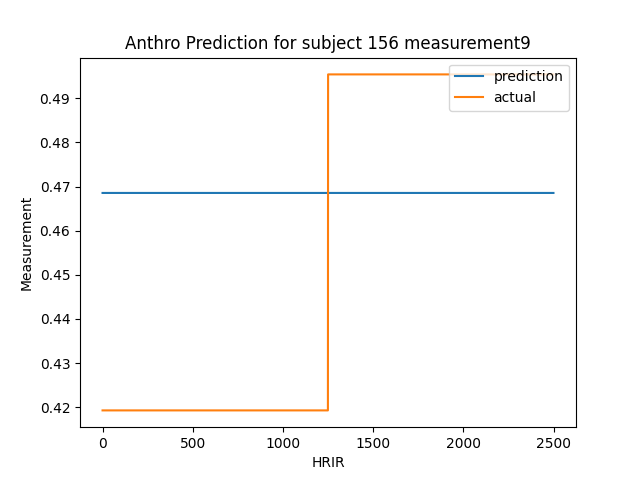 Anthro Prediction for subject 156 measurement9
prediction
actual
0.49
0.48
0.47
0.46
0.45
0.44
0.43
0.42
Measurement
0 500 1000 1500 2000 2500
HRIR